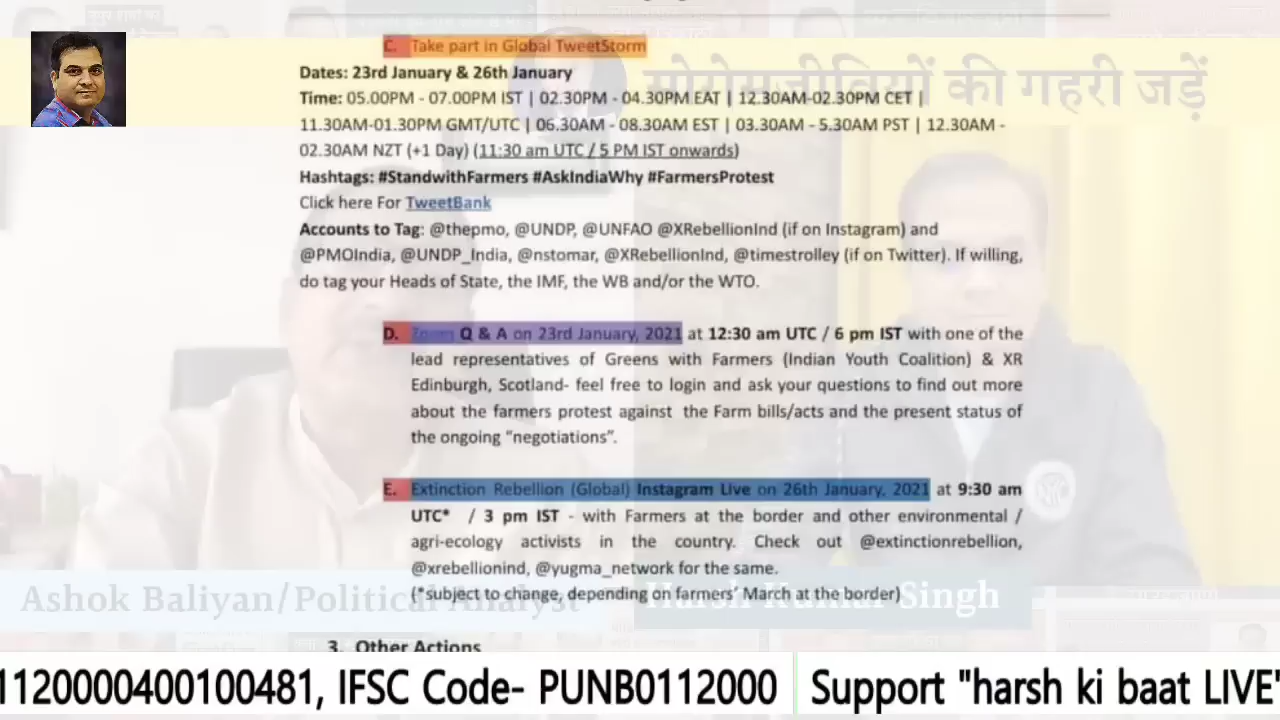 C. Take part in Global TweetStorm
Dates: 23rd January & 26th January
Time: 05.00PM - 07.00PM IST | 02.30PM - 04.30PM EAT | 12.30AM-02.30PM CET |
11.30AM-01.30PM GMT/UTC | 06.30AM - 08.30AM EST | 03.30AM - 5.30AM PST | 12.30AM -
02.30AM NZT (+1 Day) (11:30 am UTC / 5 PM IST onwards)
Hashtags: #StandwithFarmers #AskIndiaWhy #FarmersProtest
Click here For TweetBank
Accounts to Tag: @thepmo, @UNDP, @UNFAO @XRebellionInd (if on Instagram) and
@PMOIndia, @UNDP_India, @nstomar, @XRebellionInd, @timestrolley (if on Twitter). If willing,
do tag your Heads of State, the IMF, the WB and/or the WTO.
D. Zoom Q & A on 23rd January, 2021 at 12:30 am UTC / 6 pm IST with one of the
lead representatives of Greens with Farmers (Indian Youth Coalition) & XR
Edinburgh, Scotland- feel free to login and ask your questions to find out more
about the farmers protest against the Farm bills/acts and the present status of
the ongoing “negotiations”.
E. Extinction Rebellion (Global) Instagram Live on 26th January, 2021 at 9:30 am
UTC* / 3 pm IST - with Farmers at the border and other environmental /
agri-ecology activists in the country. Check out @extinctionrebellion,
@xrebellionind, @yugma_network for the same.
(*subject to change, depending on farmers’ March at the border)
3. Other Actions
की गहरी जड़ें
Ashok Baliyan/Political Analyst
Harsh Kumar Singh
1120000400100481, IFSC Code- PUNB0112000
Support "harsh ki baat LIVE"